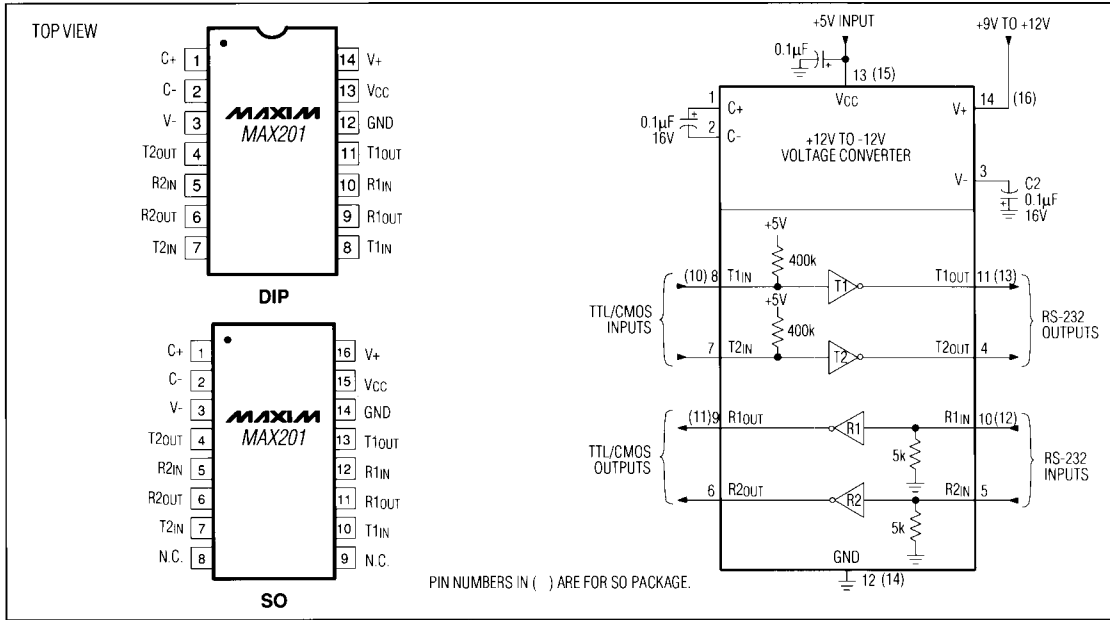 TOP VIEW
C+ 1
C- 2
V- 3
T2OUT 4
R2IN 5
R2OUT 6
T2IN 7
14 V+
13 VCC
12 GND
11 T1OUT
10 R1IN
9 R1OUT
8 T1IN
MAXIM
MAX201
DIP
C+ 1
C- 2
V- 3
T2OUT 4
R2IN 5
R2OUT 6
T2IN 7
N.C. 8
16 V+
15 VCC
14 GND
13 T1OUT
12 R1IN
11 R1OUT
10 T1IN
9 N.C.
MAXIM
MAX201
SO
+5V INPUT
+9V TO +12V
0.1µF
+
13 (15)
VCC
1 C+
2 C-
+
0.1µF
16V
V+ 14 (16)
+12V TO -12V
VOLTAGE CONVERTER
V- 3
C2
0.1µF
16V
+
+5V
400k
(10) 8 T1IN
T1
T1OUT 11 (13)
+5V
400k
TTL/CMOS
INPUTS
RS-232
OUTPUTS
7 T2IN
T2
T2OUT 4
(11) 9 R1OUT
R1
R1IN 10 (12)
5k
TTL/CMOS
OUTPUTS
RS-232
INPUTS
6 R2OUT
R2
R2IN 5
5k
GND
12 (14)
PIN NUMBERS IN ( ) ARE FOR SO PACKAGE.